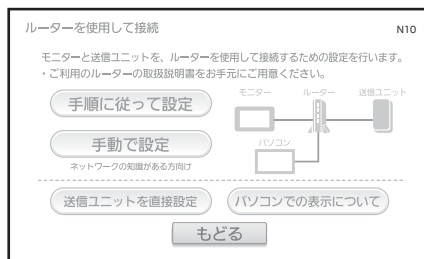 ルーターを使用して接続
N10
モニターと送信ユニットを、ルーターを使用して接続するための設定を行います。
・ご利用のルーターの取扱説明書をお手元にご用意ください。
手順に従って設定
モニター
ルーター
送信ユニット
手動で設定
パソコン
ネットワークの知識がある方向け
送信ユニットを直接設定
パソコンでの表示について
もどる